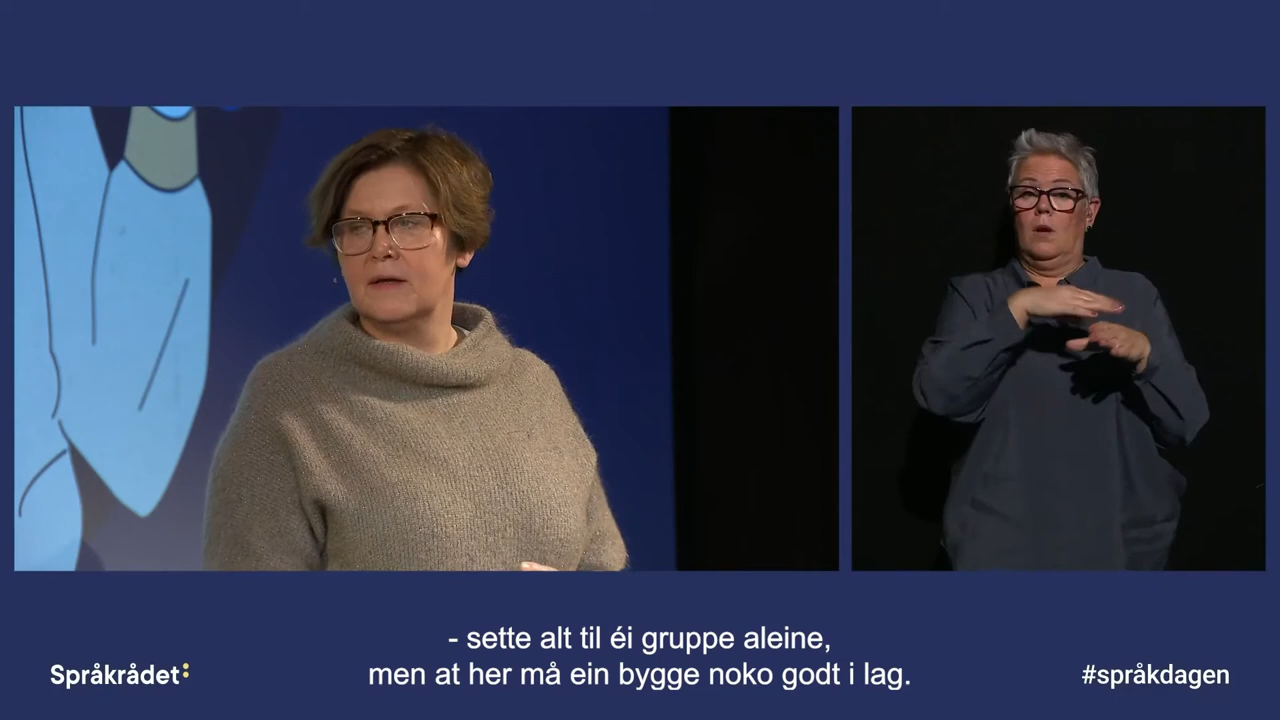 - sette alt til éi gruppe aleine,
men at her må ein bygge noko godt i lag.
Språkrådet:
#språkdagen